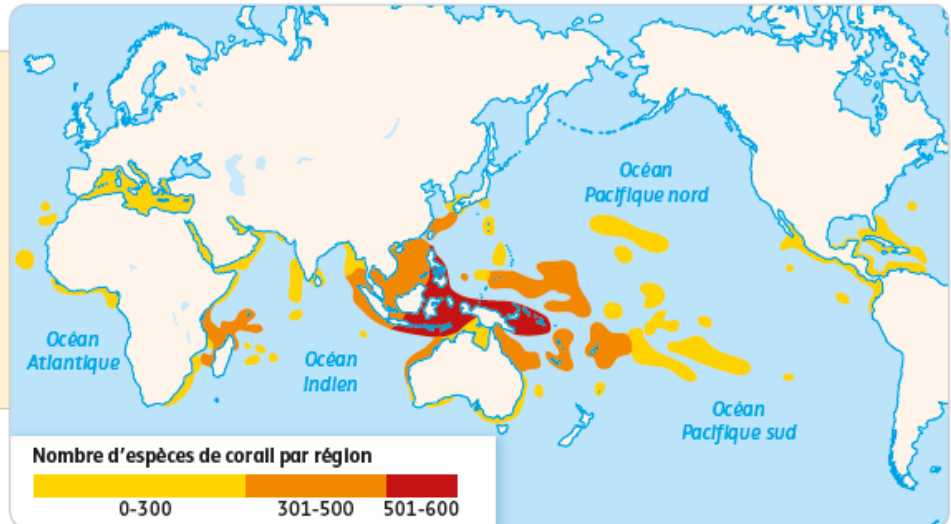 Océan
Pacifique nord
Océan
Atlantique
Océan
Indien
Océan
Pacifique sud
Nombre d'espèces de corail par région
0-300
301-500
501-600